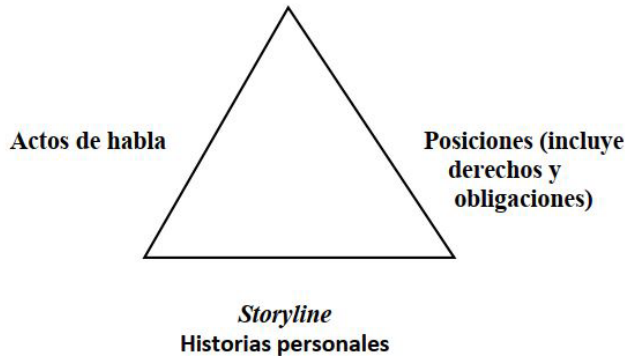 Actos de habla
Posiciones (incluye
derechos y
obligaciones)
Storyline
Historias personales